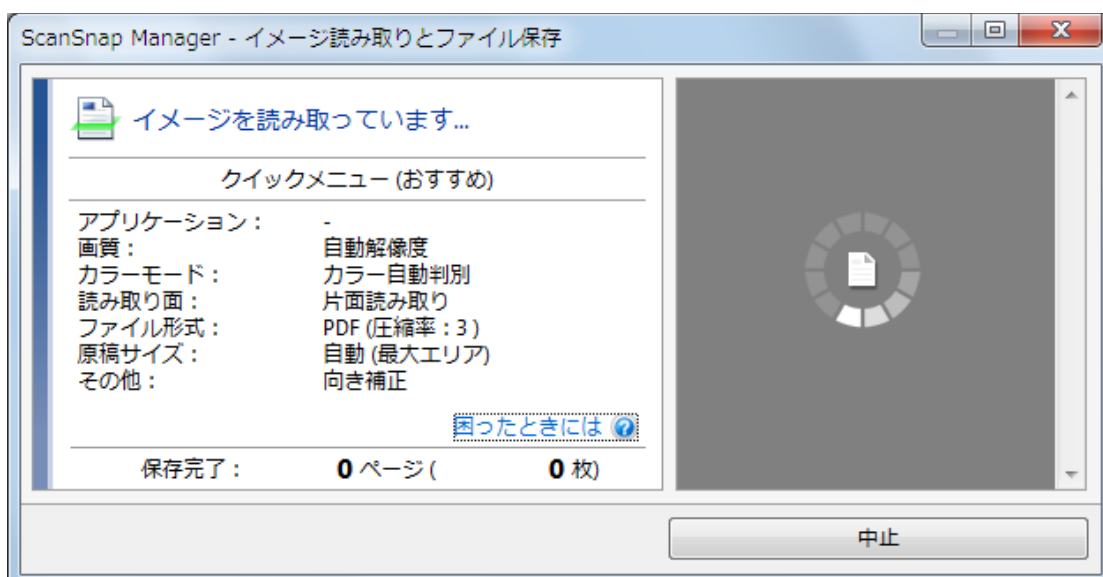 ScanSnap Manager - イメージ読み取りとファイル保存
イメージを読み取っています...
クイックメニュー (おすすめ)
アプリケーション： -
画質： 自動解像度
カラーモード： カラー自動判別
読み取り面： 片面読み取り
ファイル形式： PDF (圧縮率：3 )
原稿サイズ： 自動 (最大エリア)
その他： 向き補正
困ったときには ?
保存完了： 0 ページ ( 0 枚)
中止